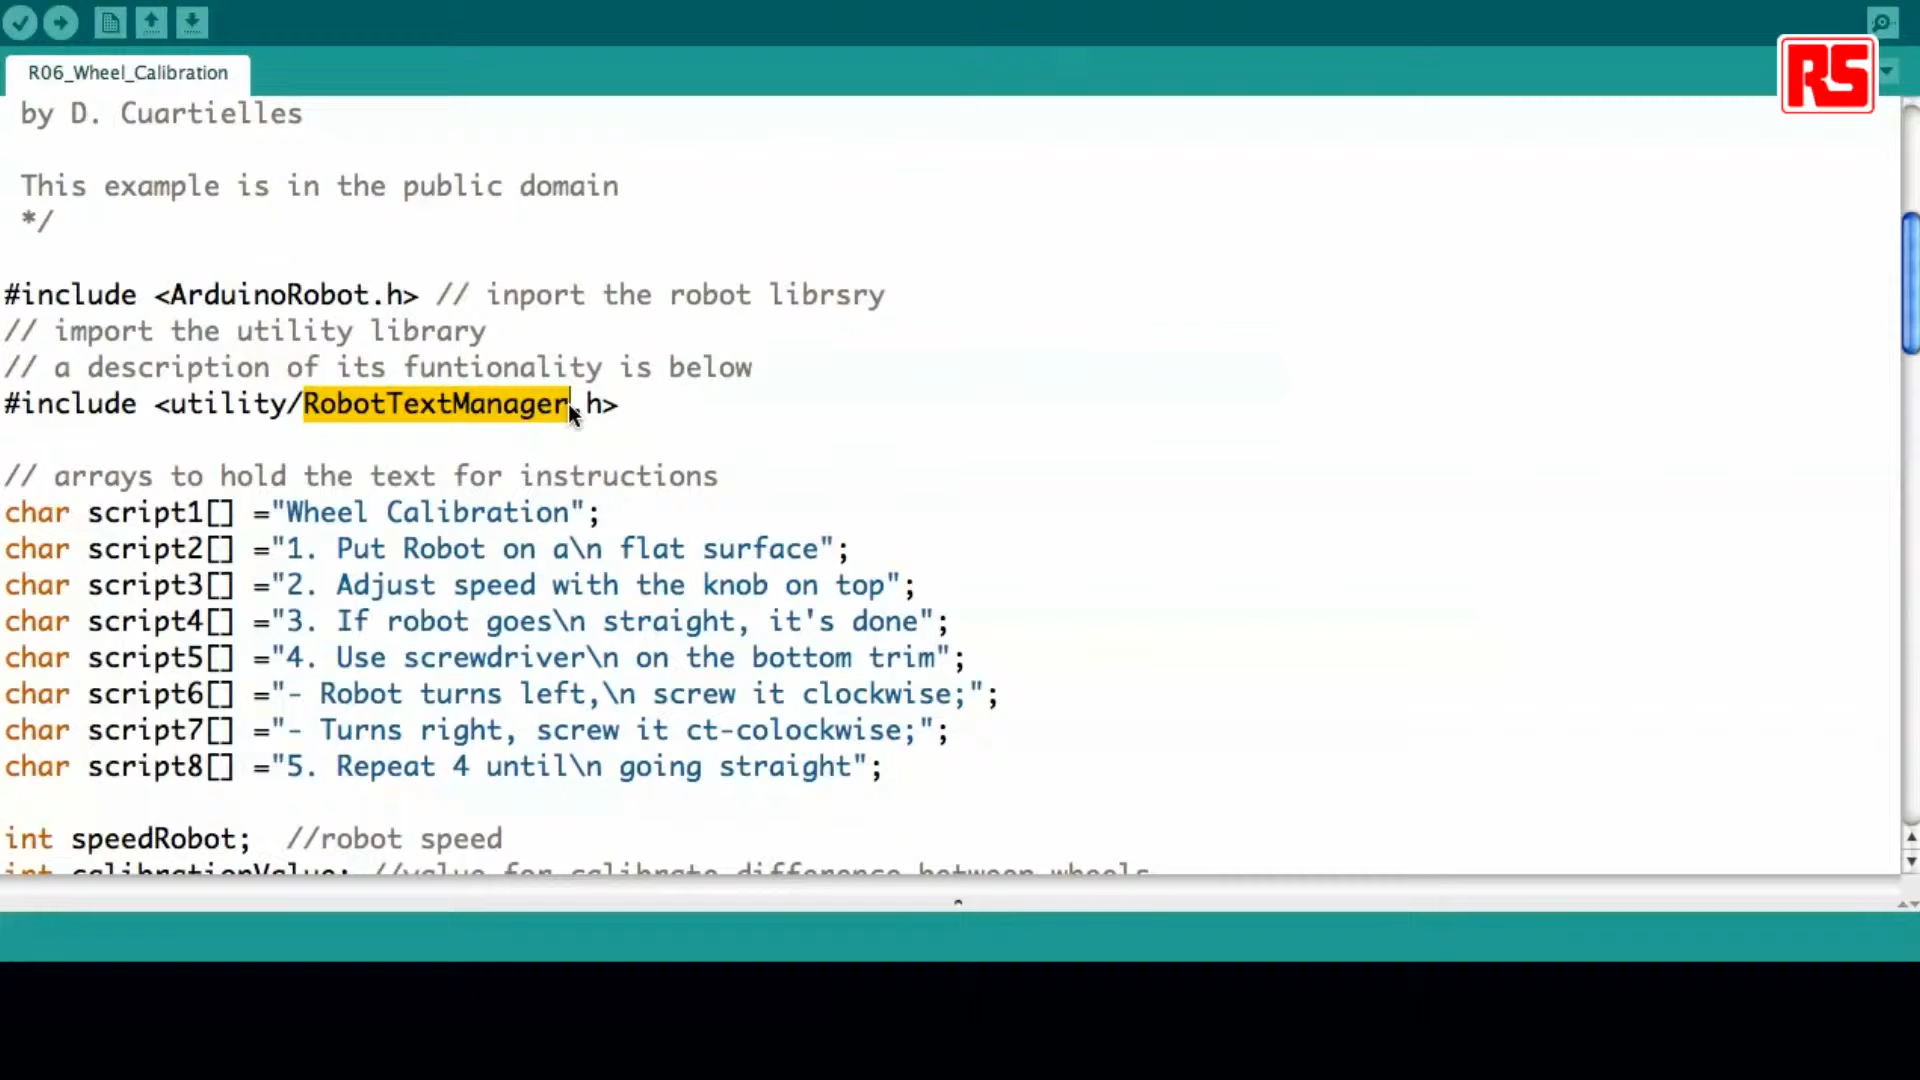 R06_Wheel_Calibration
RS
by D. Cuartielles
This example is in the public domain
*/
#include <ArduinoRobot.h> // inport the robot librsry
// import the utility library
// a description of its funtionality is below
#include <utility/RobotTextManager.h>
// arrays to hold the text for instructions
char script1[] ="Wheel Calibration";
char script2[] ="1. Put Robot on a\n flat surface";
char script3[] ="2. Adjust speed with the knob on top";
char script4[] ="3. If robot goes\n straight, it's done";
char script5[] ="4. Use screwdriver\n on the bottom trim";
char script6[] ="- Robot turns left,\n screw it clockwise;";
char script7[] ="- Turns right, screw it ct-colockwise;";
char script8[] ="5. Repeat 4 until\n going straight";
int speedRobot;  //robot speed
int calibrationValue; //value for calibrate difference between wheels